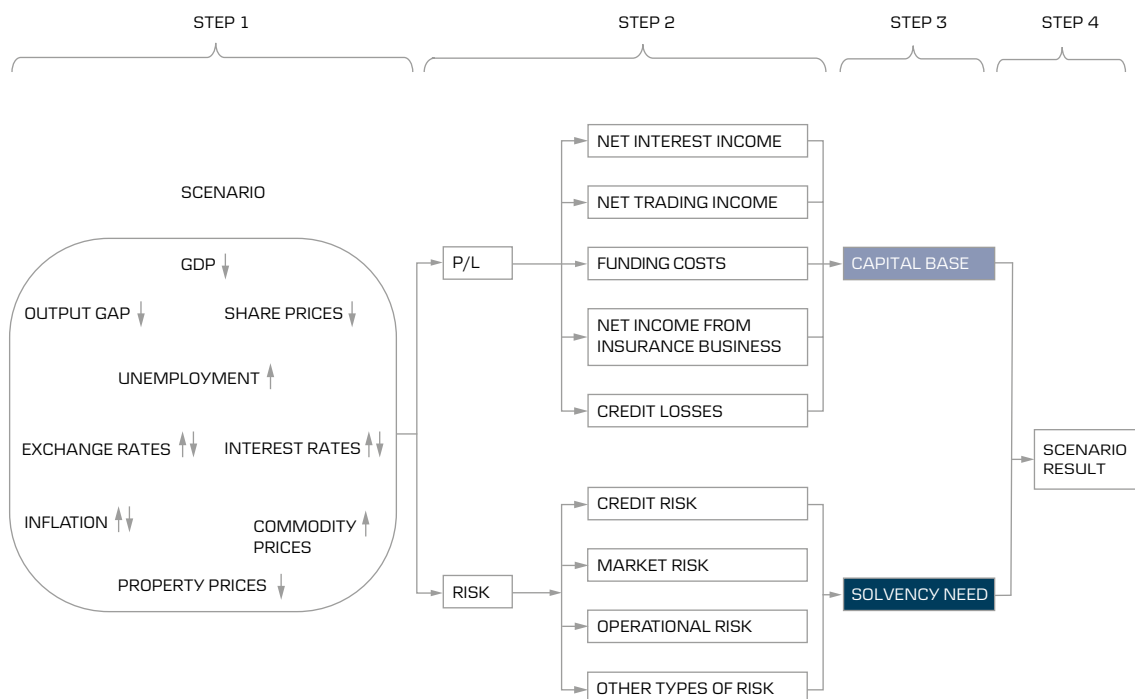 STEP 1
STEP 2
STEP 3
STEP 4
SCENARIO
GDP ↓
OUTPUT GAP ↓
SHARE PRICES ↓
UNEMPLOYMENT ↑
EXCHANGE RATES ↑↓
INTEREST RATES ↑↓
INFLATION ↑↓
COMMODITY ↑
PRICES
PROPERTY PRICES ↓
P/L
RISK
NET INTEREST INCOME
NET TRADING INCOME
FUNDING COSTS
NET INCOME FROM
INSURANCE BUSINESS
CREDIT LOSSES
CREDIT RISK
MARKET RISK
OPERATIONAL RISK
OTHER TYPES OF RISK
CAPITAL BASE
SOLVENCY NEED
SCENARIO
RESULT